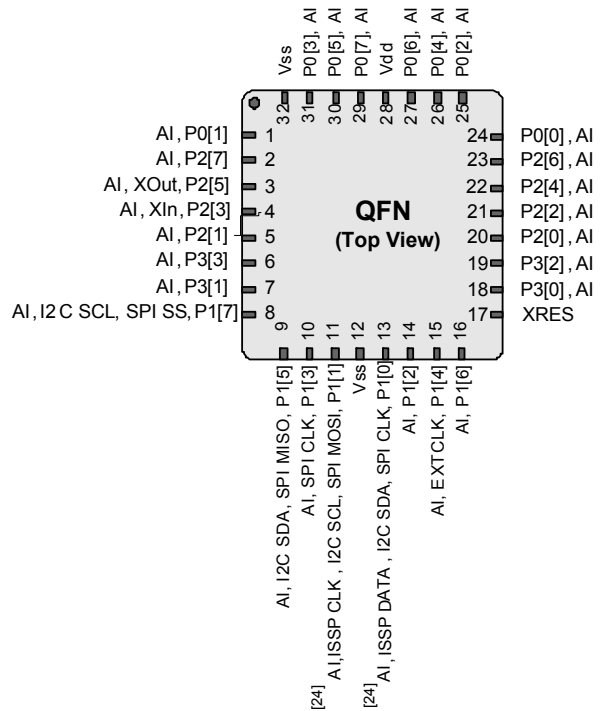 Vss
P0[3], AI
P0[5], AI
P0[7], AI
Vdd
P0[6], AI
P0[4], AI
P0[2], AI
32
31
30
29
28
27
26
25
AI, P0[1]
1
AI, P2[7]
2
AI, XOut, P2[5]
3
AI, XIn, P2[3]
4
AI, P2[1]
5
AI, P3[3]
6
AI, P3[1]
7
AI, I2C SCL, SPI SS, P1[7]
8
QFN
(Top View)
24
P0[0], AI
23
P2[6], AI
22
P2[4], AI
21
P2[2], AI
20
P2[0], AI
19
P3[2], AI
18
P3[0], AI
17
XRES
9
10
11
12
13
14
15
16
AI, I2C SDA, SPI MISO, P1[5]
AI, SPI CLK, P1[3]
[24] AI, ISSP CLK, I2C SCL, SPI MOSI, P1[1]
Vss
[24] AI, ISSP DATA, I2C SDA, SPI CLK, P1[0]
AI, P1[2]
AI, EXTCLK, P1[4]
AI, P1[6]